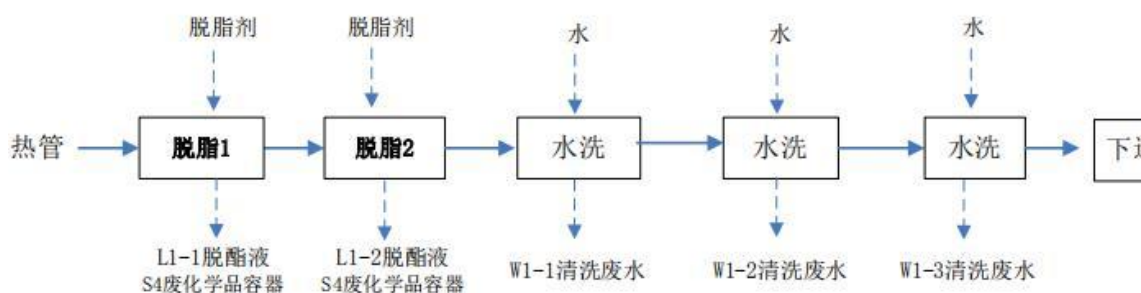 脱脂剂
脱脂剂
水
水
水
热管
脱脂1
脱脂2
水洗
水洗
水洗
下
L1-1脱酯液
S4废化学品容器
L1-2脱酯液
S4废化学品容器
W1-1清洗废水
W1-2清洗废水
W1-3清洗废水